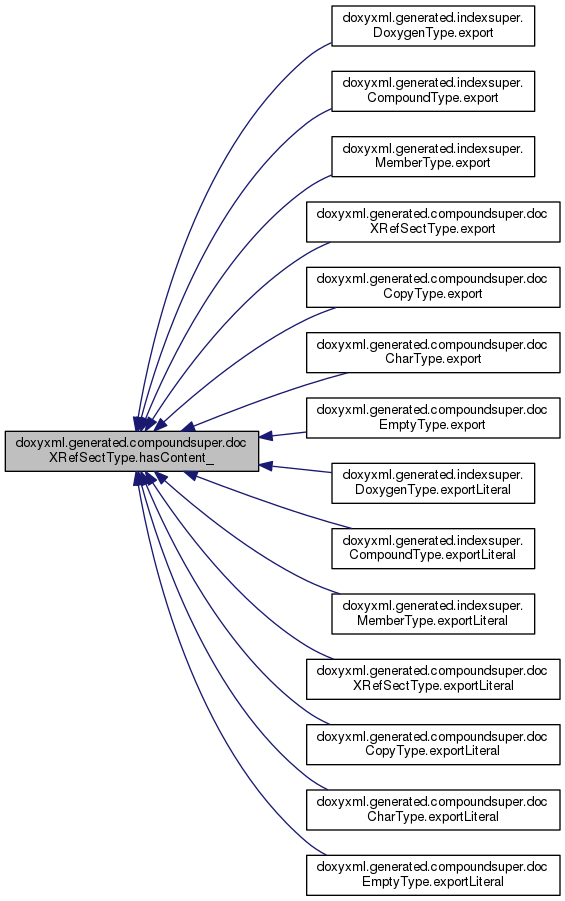 doxyxml.generated.indexsuper.
DoxygenType.export
doxyxml.generated.indexsuper.
CompoundType.export
doxyxml.generated.indexsuper.
MemberType.export
doxyxml.generated.compoundsuper.doc
XRefSectType.export
doxyxml.generated.compoundsuper.doc
CopyType.export
doxyxml.generated.compoundsuper.doc
CharType.export
doxyxml.generated.compoundsuper.doc
EmptyType.export
doxyxml.generated.compoundsuper.doc
XRefSectType.hasContent_
doxyxml.generated.indexsuper.
DoxygenType.exportLiteral
doxyxml.generated.indexsuper.
CompoundType.exportLiteral
doxyxml.generated.indexsuper.
MemberType.exportLiteral
doxyxml.generated.compoundsuper.doc
XRefSectType.exportLiteral
doxyxml.generated.compoundsuper.doc
CopyType.exportLiteral
doxyxml.generated.compoundsuper.doc
CharType.exportLiteral
doxyxml.generated.compoundsuper.doc
EmptyType.exportLiteral